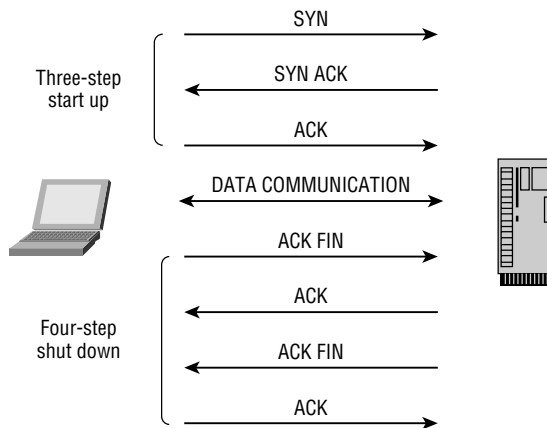 SYN
Three-step
start up
SYN ACK
ACK
DATA COMMUNICATION
ACK FIN
ACK
Four-step
shut down
ACK FIN
ACK